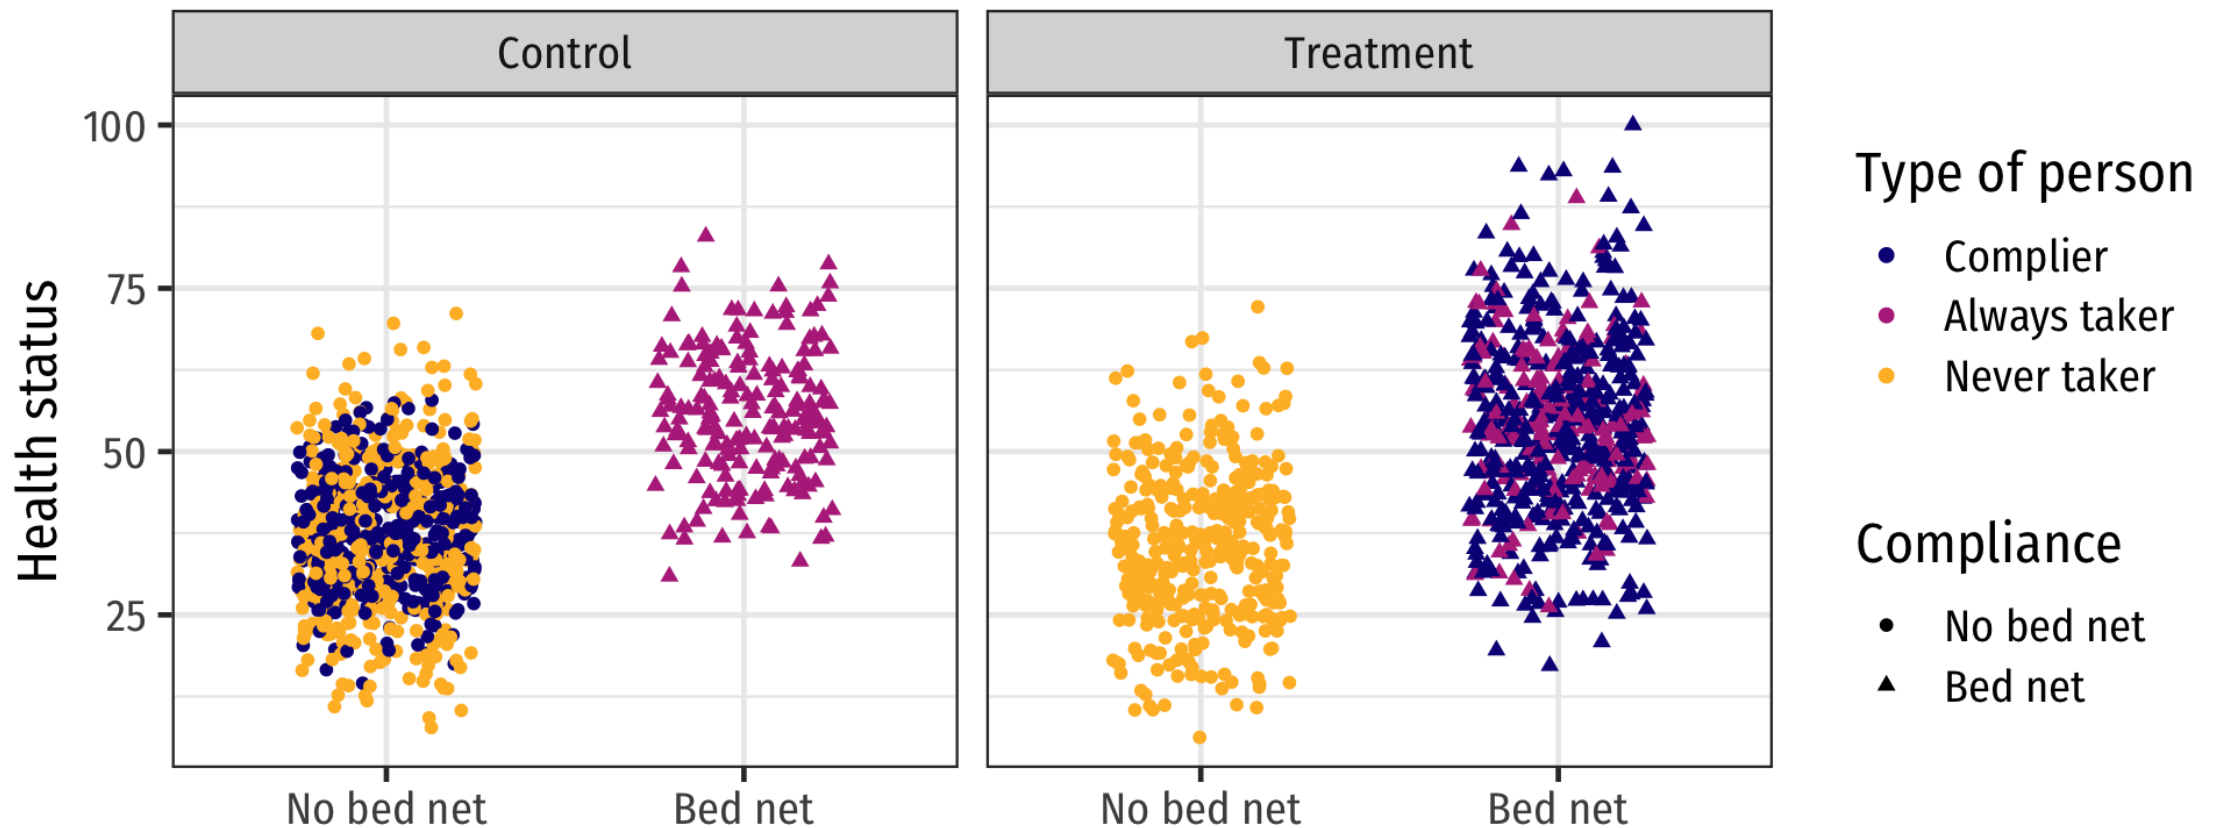 Control
Treatment
Health status
100
75
50
25
No bed net
Bed net
No bed net
Bed net
Type of person
Complier
Always taker
Never taker
Compliance
No bed net
Bed net